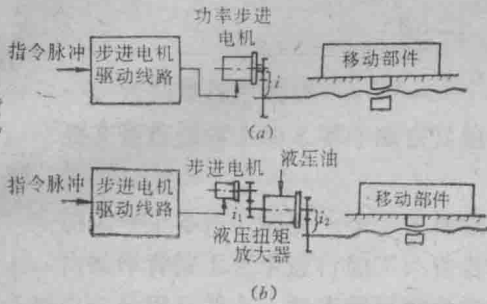 功率步进
电机
指令脉冲
步进电机
驱动线路
i
移动部件
(a)
步进电机
液压油
指令脉冲
步进电机
驱动线路
i₁
i₂
移动部件
液压扭矩
放大器
(b)